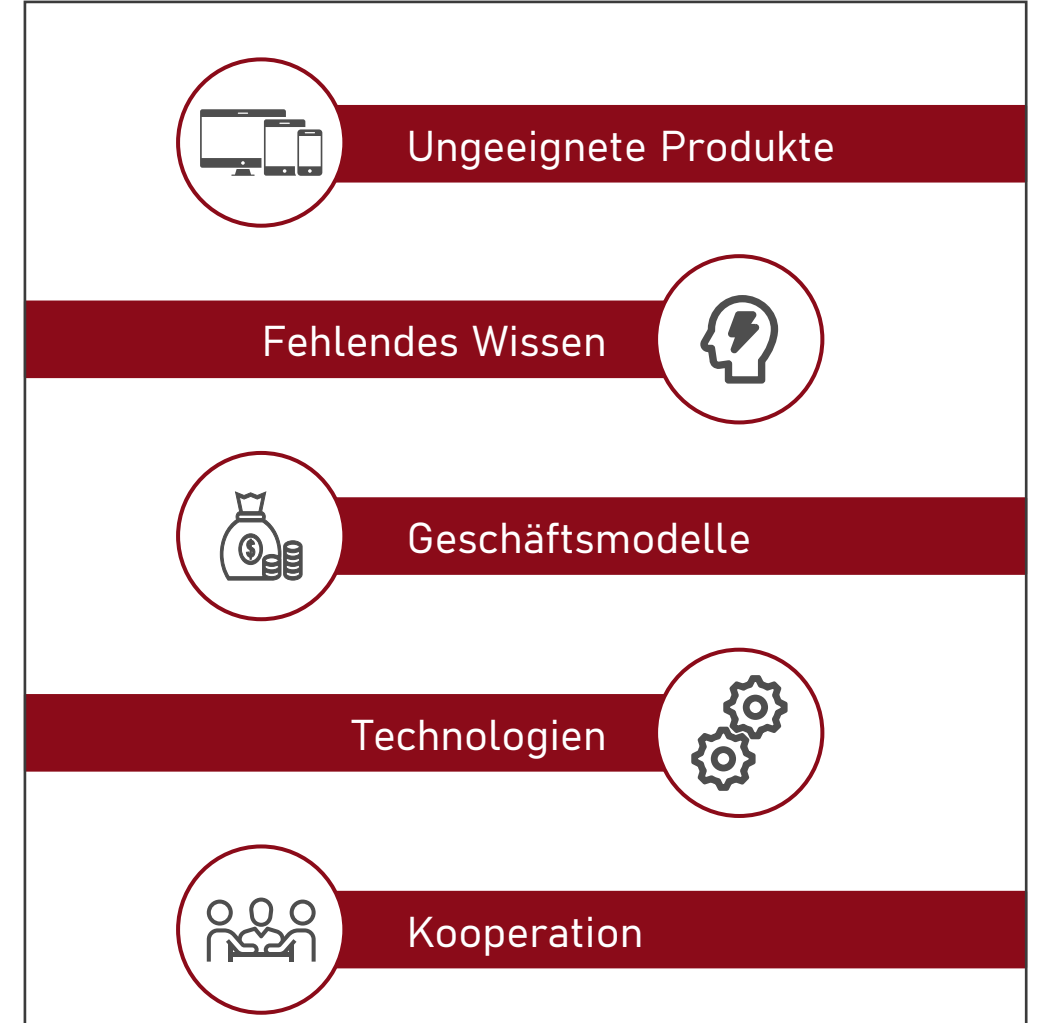 Ungeeignete Produkte
Fehlendes Wissen
$
Geschäftsmodelle
Technologien
Kooperation